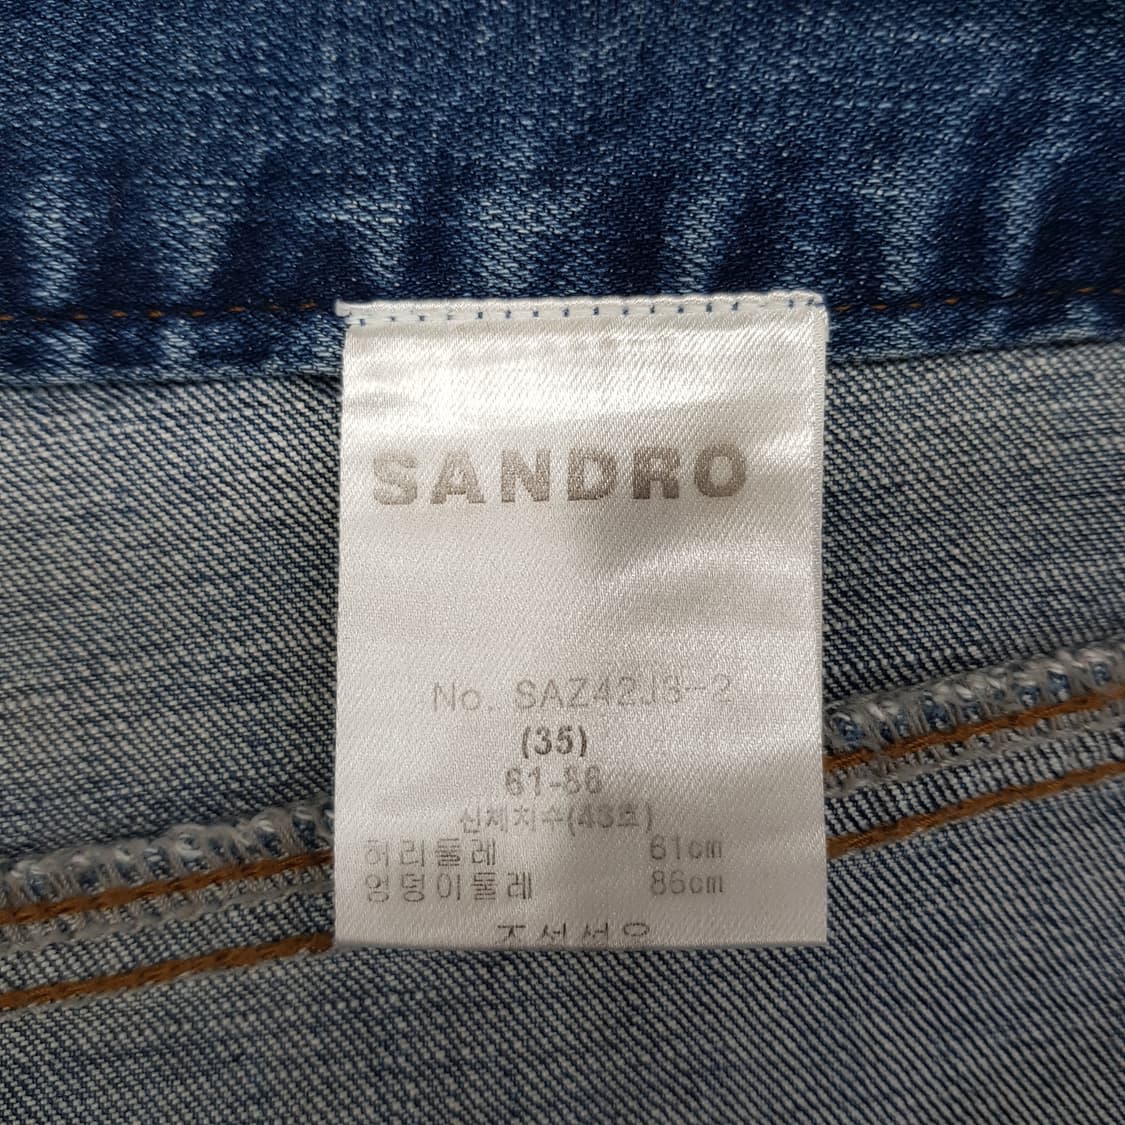 SANDRO
No. SAZ42J3-2
(35)
61-86
신체치수(43호)
허리둘레 61cm
엉덩이둘레 86cm